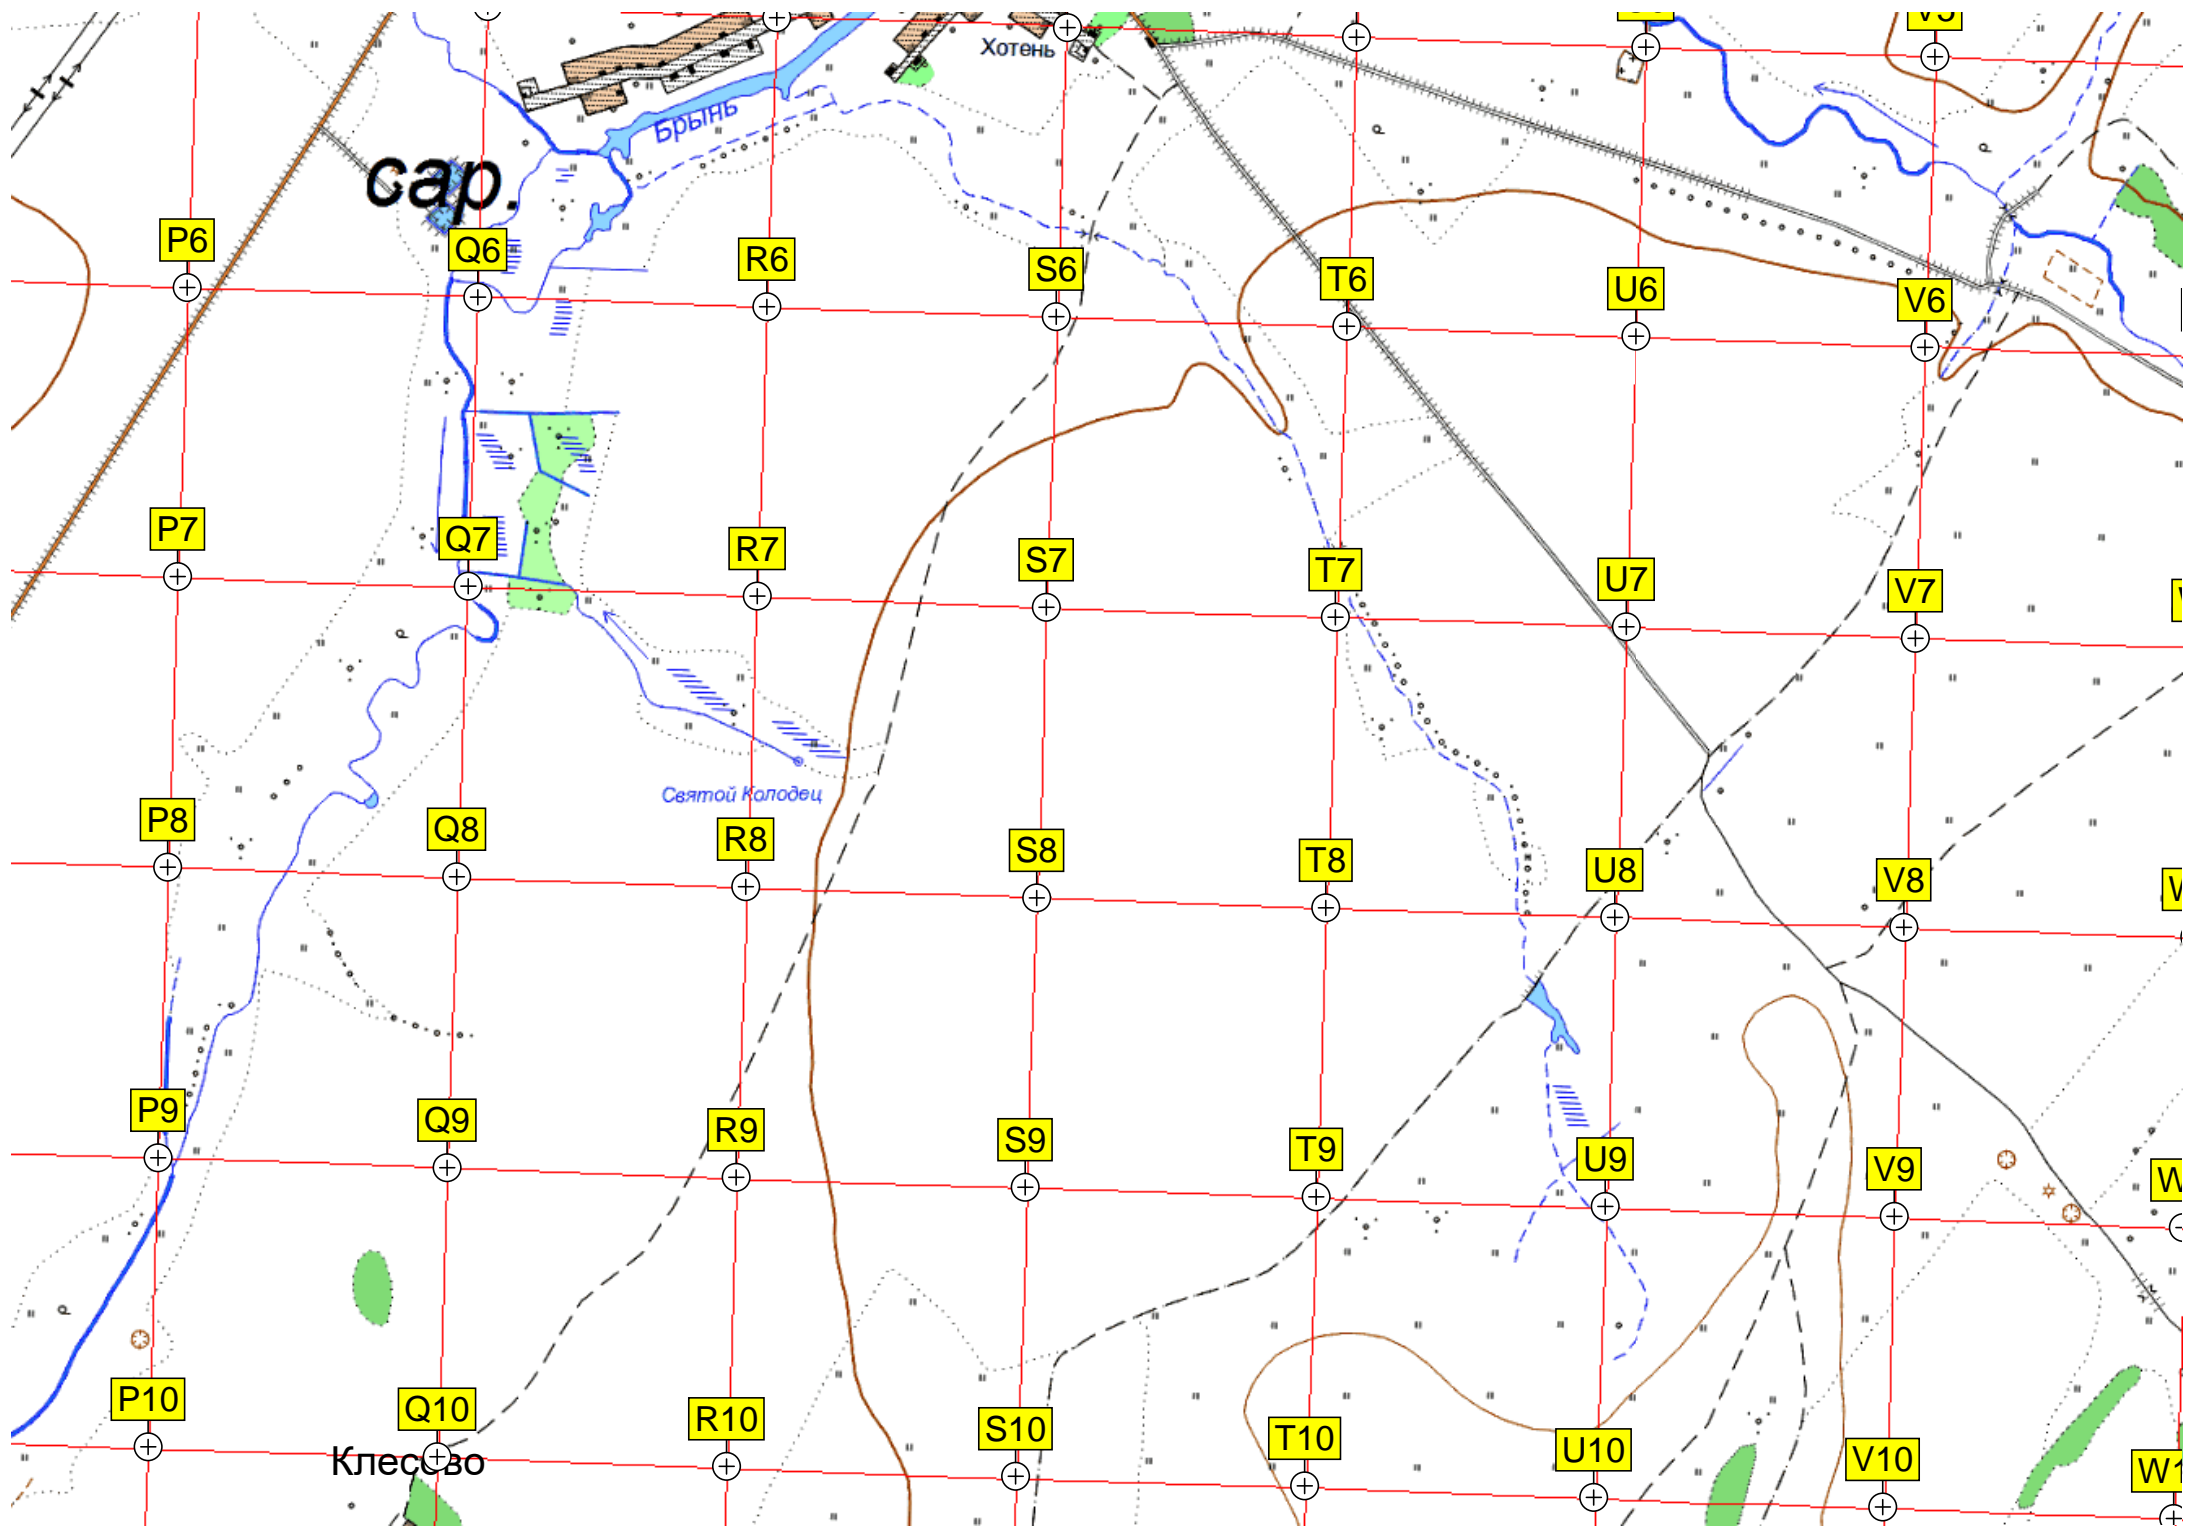 Хотень
Брынь
сар.
P6
Q6
R6
S6
T6
U6
V6
P7
Q7
R7
S7
T7
U7
V7
Святой Колодец
P8
Q8
R8
S8
T8
U8
V8
P9
Q9
R9
S9
T9
U9
V9
P10
Q10
R10
S10
T10
U10
V10
Клесово